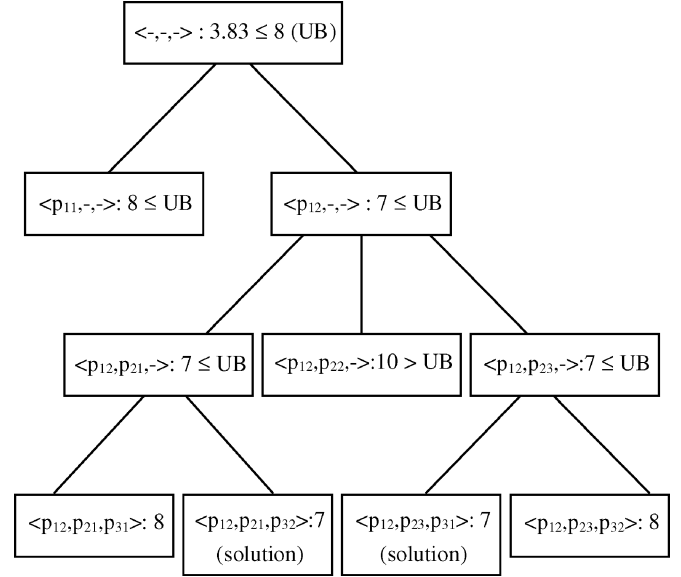 <-,-,-> : 3.83 ≤ 8 (UB)
<p₁₁,-,->: 8 ≤ UB
<p₁₂,-,-> : 7 ≤ UB
<p₁₂,p₂₁,->: 7 ≤ UB
<p₁₂,p₂₂,->:10 > UB
<p₁₂,p₂₃,->:7 ≤ UB
<p₁₂,p₂₁,p₃₁>: 8
<p₁₂,p₂₁,p₃₂>:7
(solution)
<p₁₂,p₂₃,p₃₁>: 7
(solution)
<p₁₂,p₂₃,p₃₂>: 8